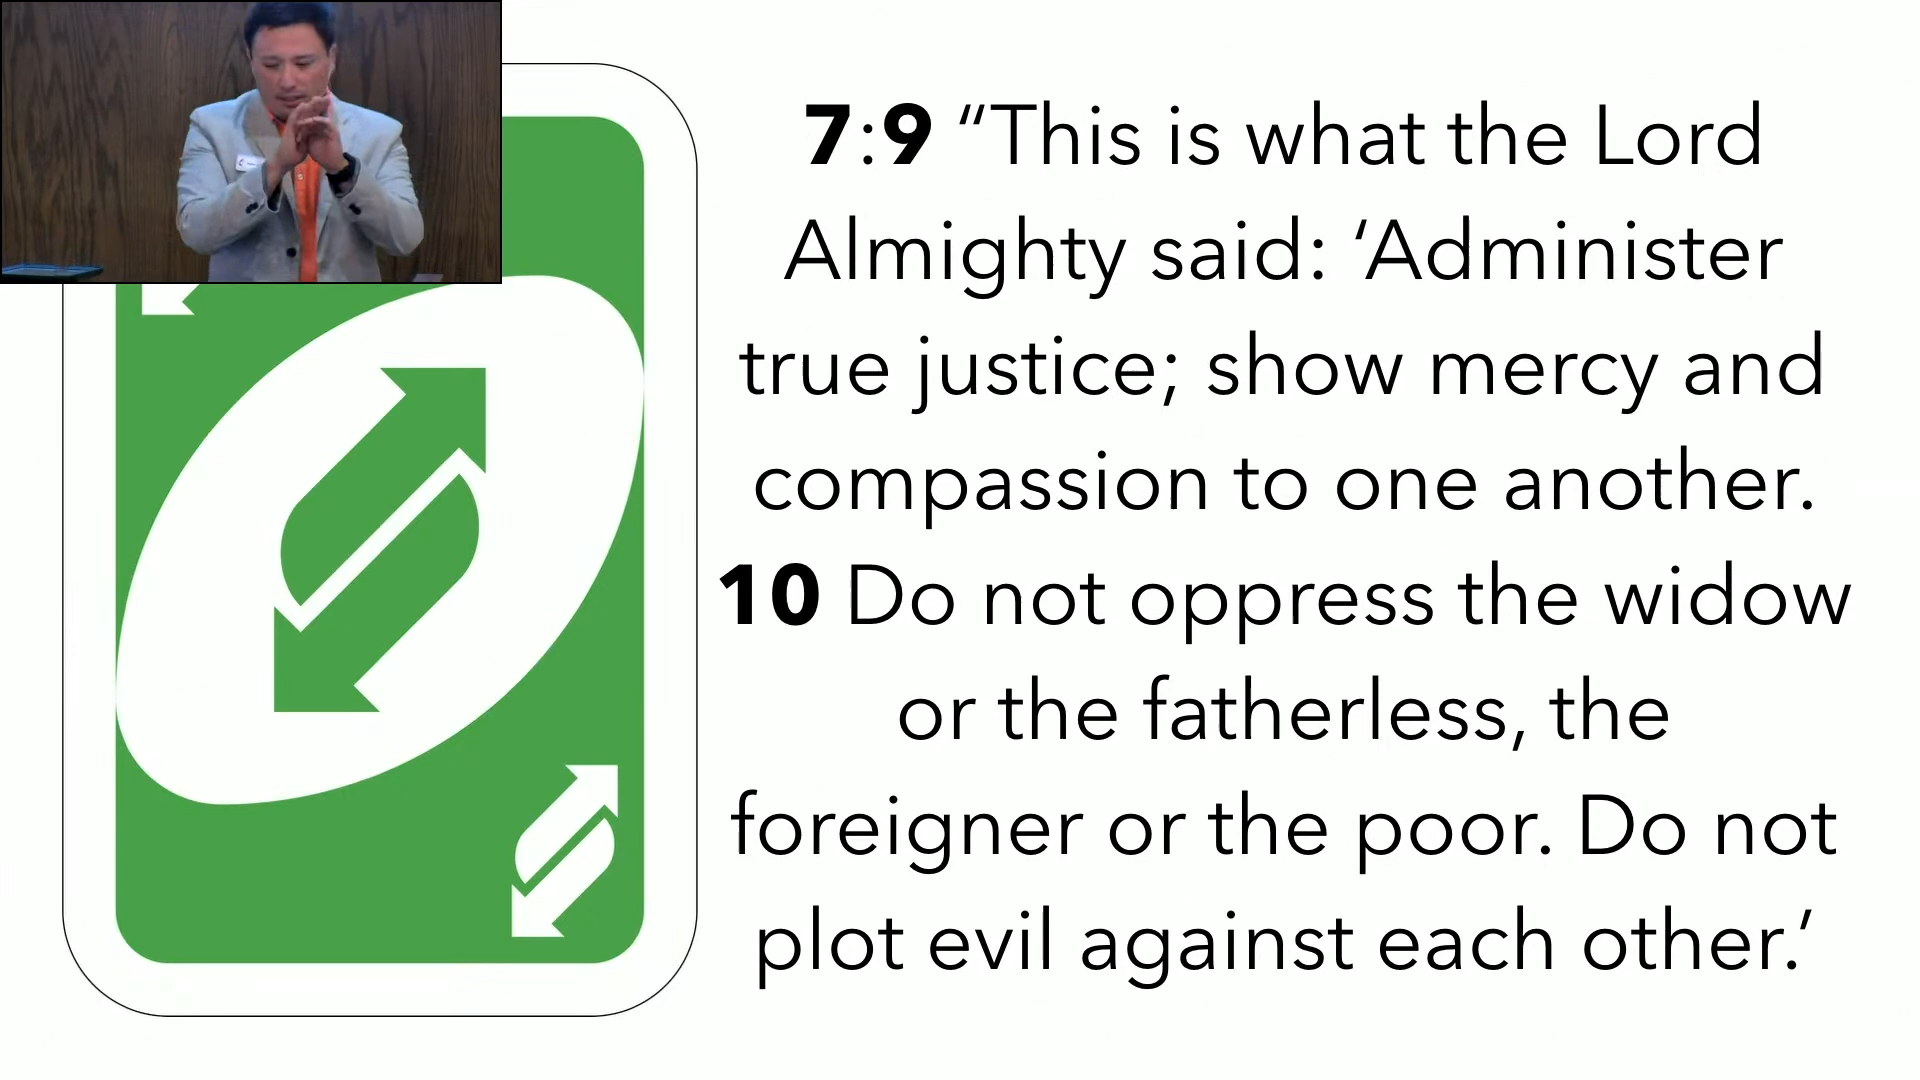 7:9 “This is what the Lord
Almighty said: ‘Administer
true justice; show mercy and
compassion to one another.
10 Do not oppress the widow
or the fatherless, the
foreigner or the poor. Do not
plot evil against each other.’